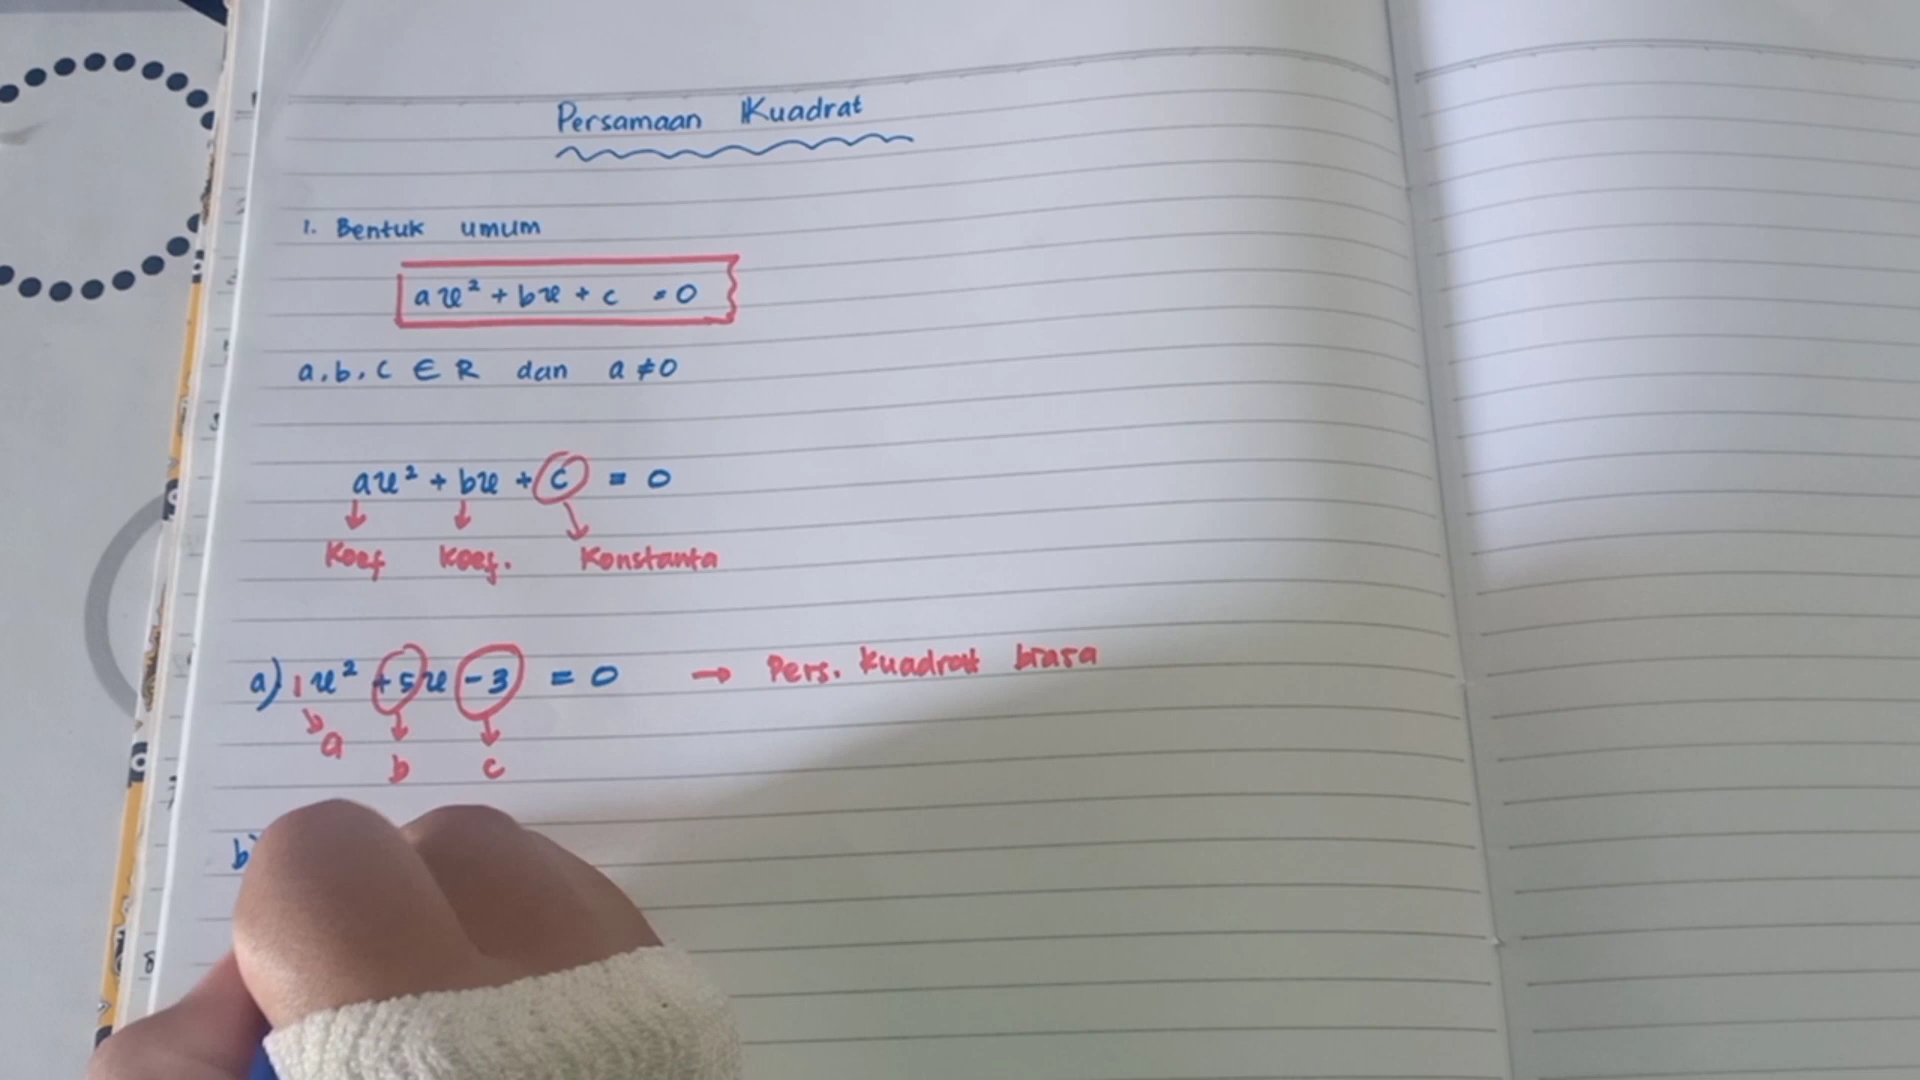 Persamaan Kuadrat
1. Bentuk umum
ax² + bx + c = 0
a, b, c ∈ R dan a ≠ 0
ax² + bx + c = 0
Koef Koef. Konstanta
a) 1x² + 5x - 3 = 0 → Pers. Kuadrat biasa
a b c
b)